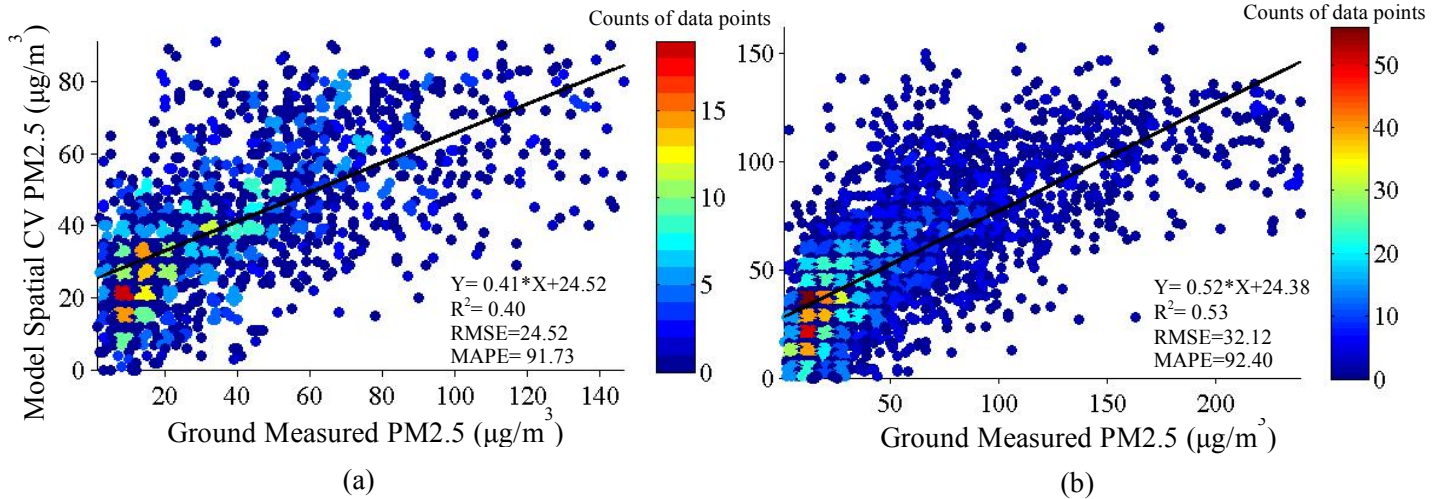 Counts of data points
Model Spatial CV PM2.5 (μg/m³)
80
60
40
20
0
20
40
60
80
100
120
140
15
10
5
0
Y= 0.41*X+24.52
R²= 0.40
RMSE=24.52
MAPE= 91.73
Ground Measured PM2.5 (μg/m³)
(a)
Counts of data points
150
100
50
0
50
100
150
200
50
40
30
20
10
0
Y= 0.52*X+24.38
R²= 0.53
RMSE=32.12
MAPE=92.40
Ground Measured PM2.5 (μg/m³)
(b)